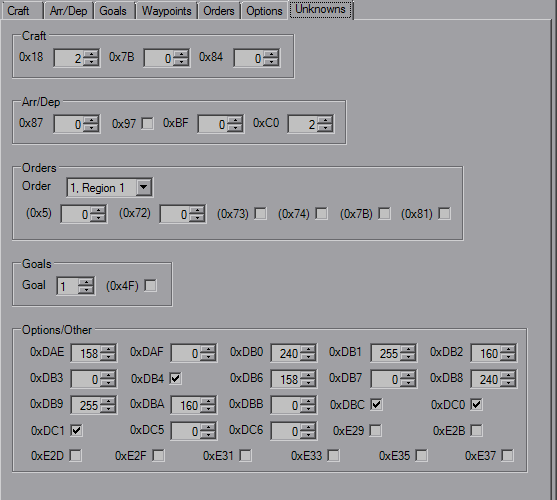 Craft Arr/Dep Goals Waypoints Orders Options Unknowns
Craft
0x18 2 0x7B 0 0x84 0
Arr/Dep
0x87 0 0x97 0xBF 0 0xC0 2
Orders
Order 1, Region 1
(0x5) 0 (0x72) 0 (0x73) (0x74) (0x7B) (0x81)
Goals
Goal 1 (0x4F)
Options/Other
0xDAE 158 0xDAF 0 0xDB0 240 0xDB1 255 0xDB2 160
0xDB3 0 0xDB4 0xDB6 158 0xDB7 0 0xDB8 240
0xDB9 255 0xDBA 160 0xDBB 0 0xDBC 0xDC0
0xDC1 0xDC5 0 0xDC6 0 0xE29 0xE2B
0xE2D 0xE2F 0xE31 0xE33 0xE35 0xE37